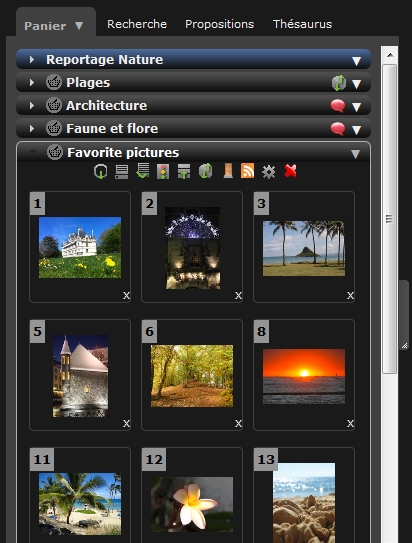 Panier ▼ Recherche Propositions Thésaurus
Reportage Nature
Plages
Architecture
Faune et flore
Favorite pictures
1 2 3
x x x
5 6 8
x x x
11 12 13